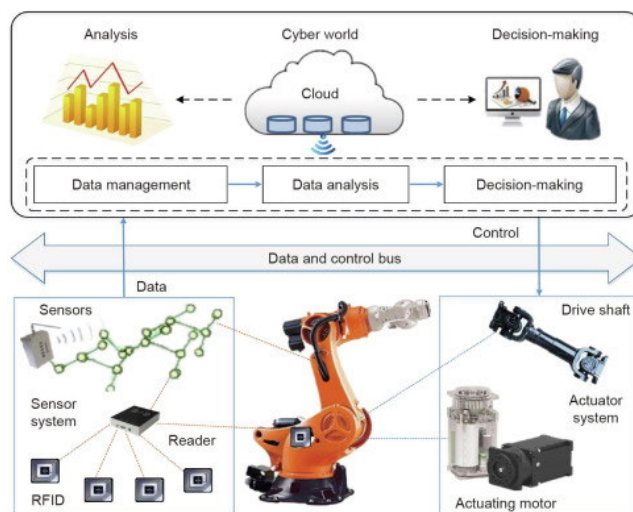 Analysis
Cyber world
Decision-making
Cloud
Data management
Data analysis
Decision-making
Control
Data and control bus
Data
Sensors
Drive shaft
Sensor
system
Reader
Actuator
system
RFID
Actuating motor